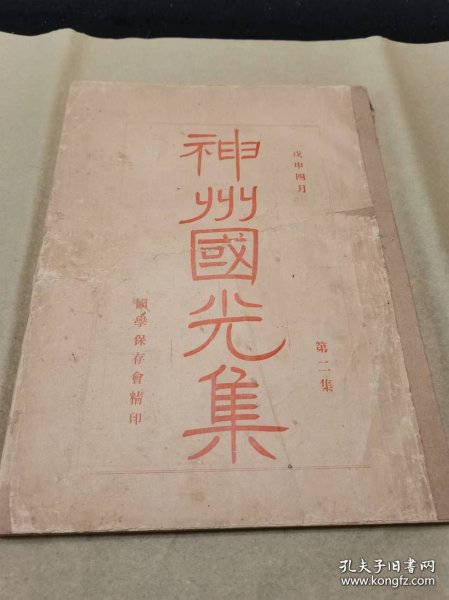 戊申四月
第二集
神州國光集
國學保存會精印
孔夫子旧书网
www.kongfz.com